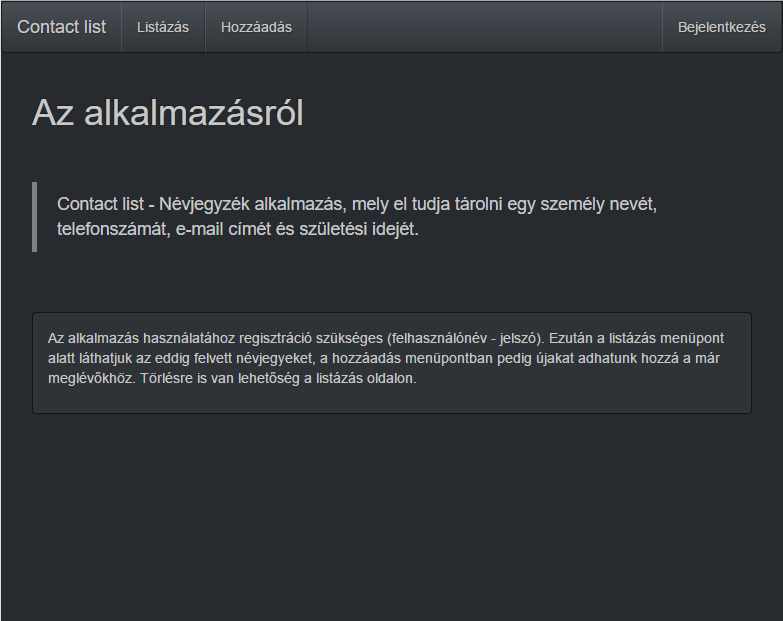 Contact list Listázás Hozzáadás Bejelentkezés
Az alkalmazásról
Contact list - Névjegyzék alkalmazás, mely el tudja tárolni egy személy nevét,
telefonszámát, e-mail címét és születési idejét.
Az alkalmazás használatához regisztráció szükséges (felhasználónév - jelszó). Ezután a listázás menüpont
alatt láthatjuk az eddig felvett névjegyeket, a hozzáadás menüpontban pedig újakat adhatunk hozzá a már
meglévőkhöz. Törlésre is van lehetőség a listázás oldalon.